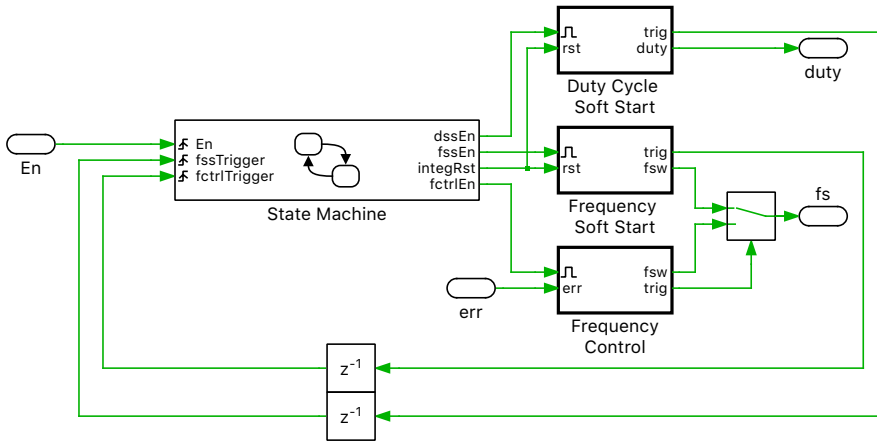 trig
rst
duty
duty
Duty Cycle
Soft Start
En
En
fssTrigger
fctrlTrigger
dssEn
fssEn
integRst
fctrlEn
State Machine
trig
rst
fsw
Frequency
Soft Start
fs
err
fsw
err
trig
Frequency
Control
z-1
z-1